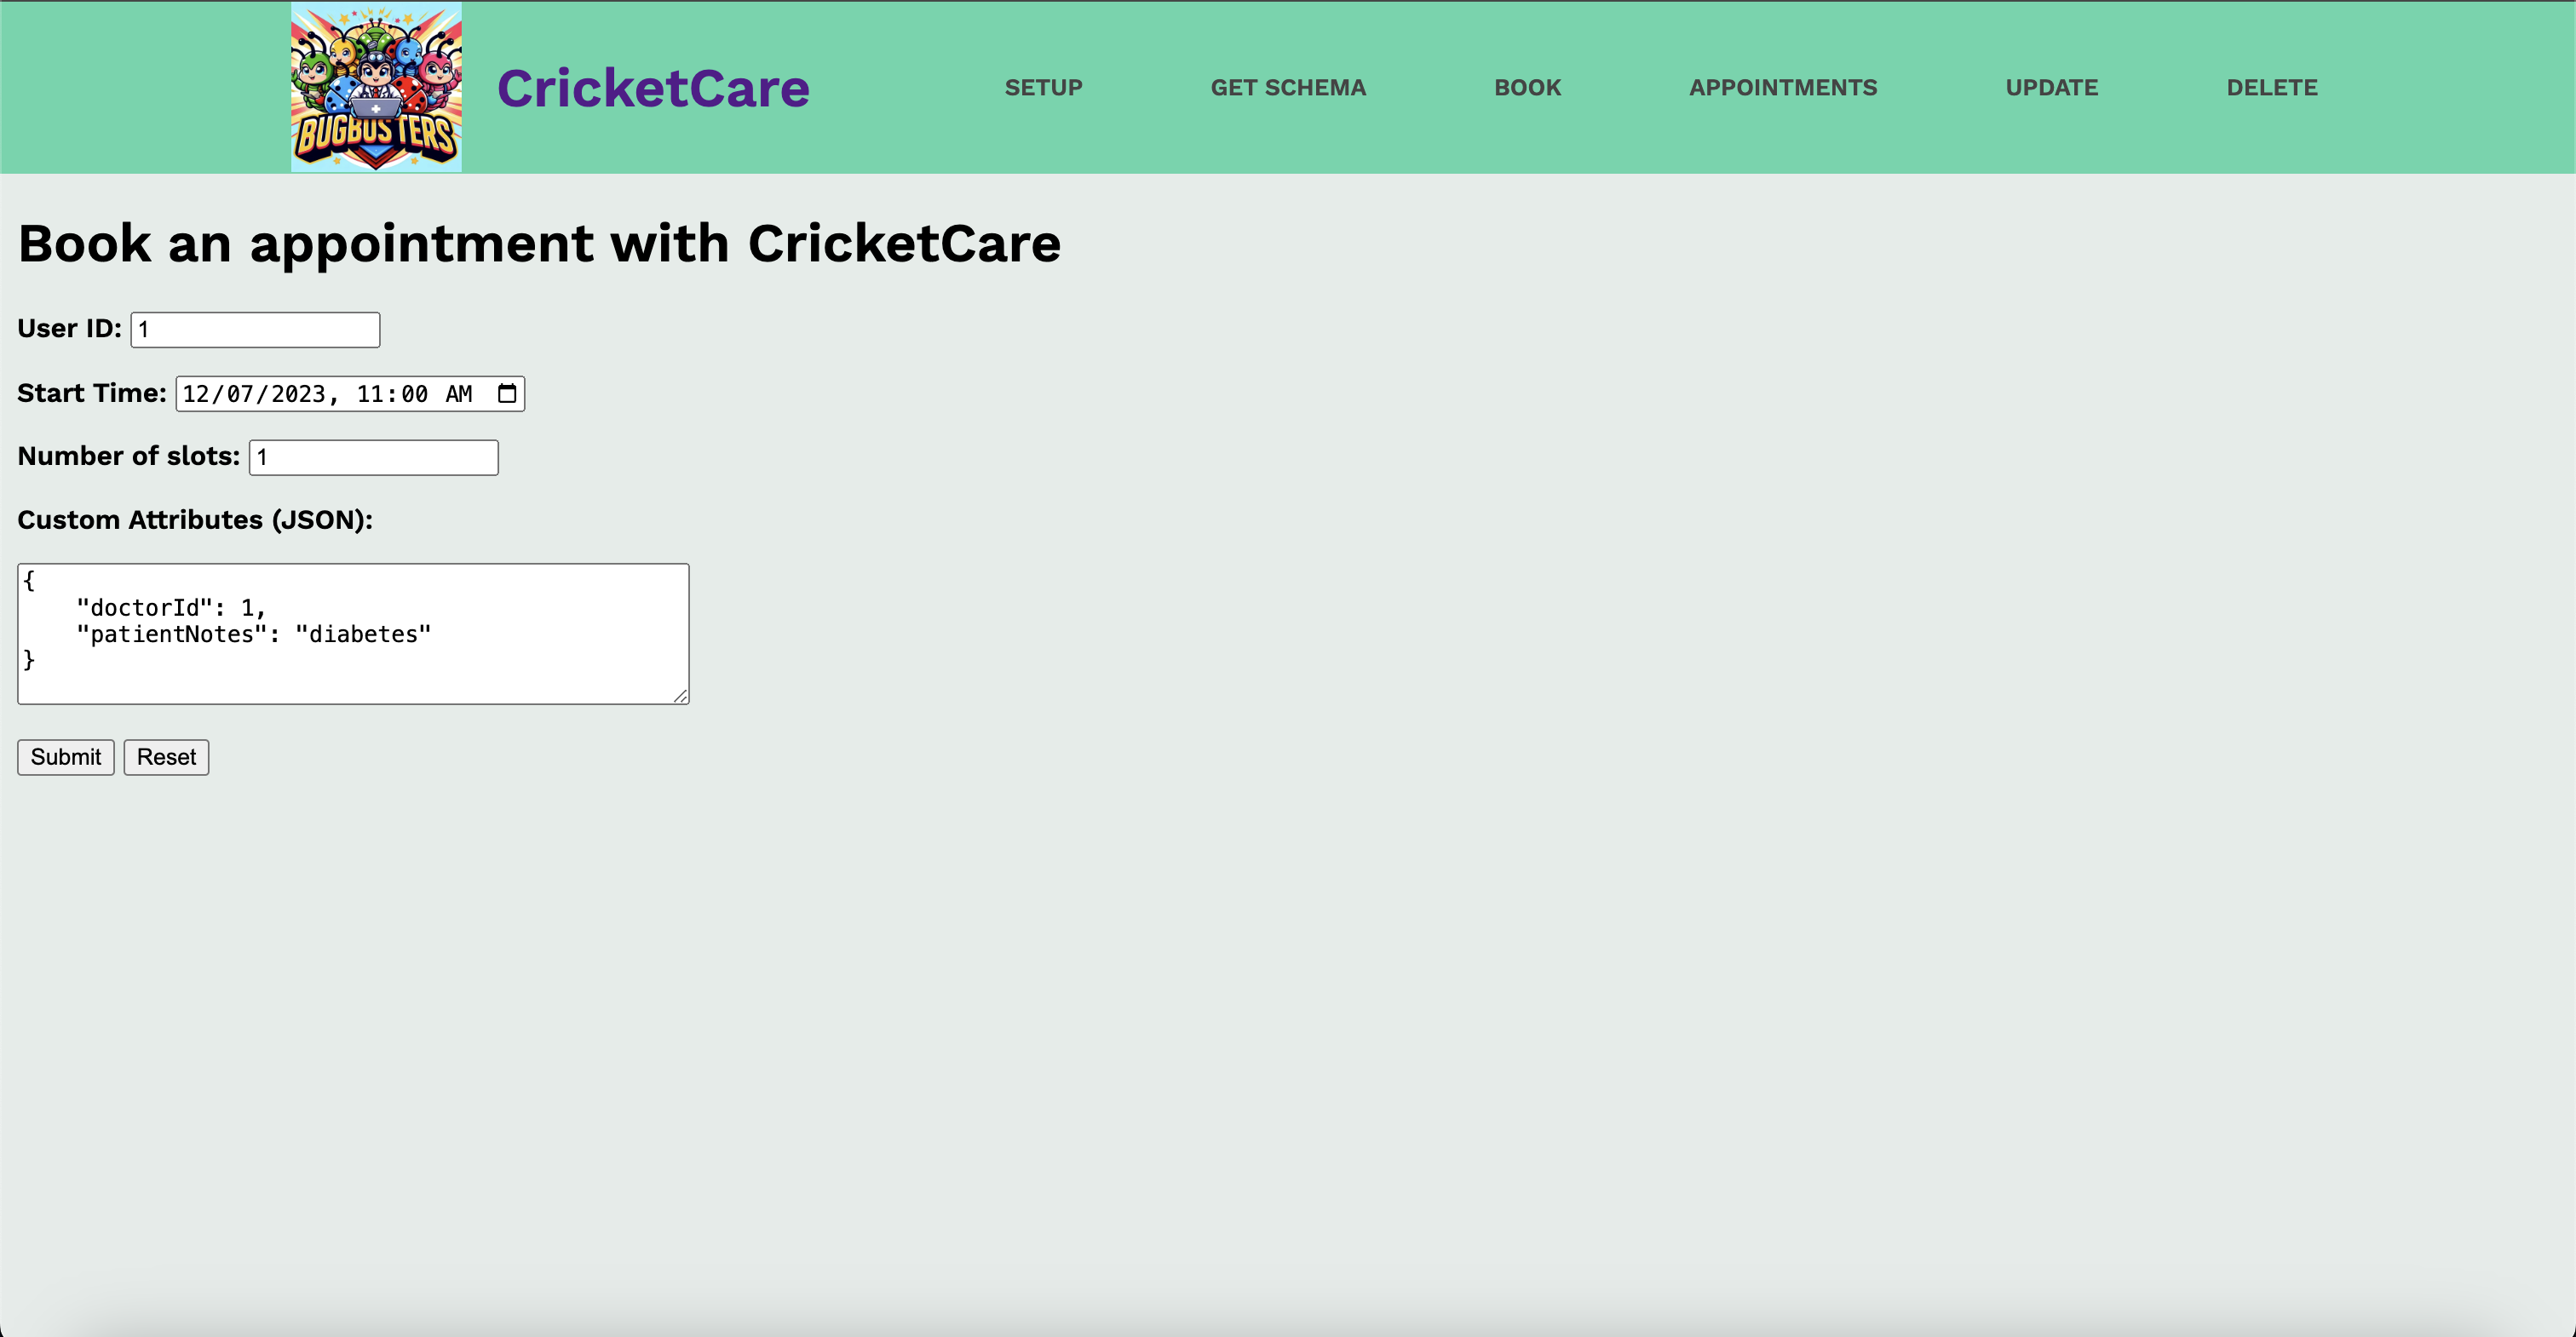 BUGBUSTERS
CricketCare
SETUP
GET SCHEMA
BOOK
APPOINTMENTS
UPDATE
DELETE
Book an appointment with CricketCare
User ID: 1
Start Time: 12/07/2023, 11:00 AM
Number of slots: 1
Custom Attributes (JSON):
{
    "doctorId": 1,
    "patientNotes": "diabetes"
}
Submit Reset